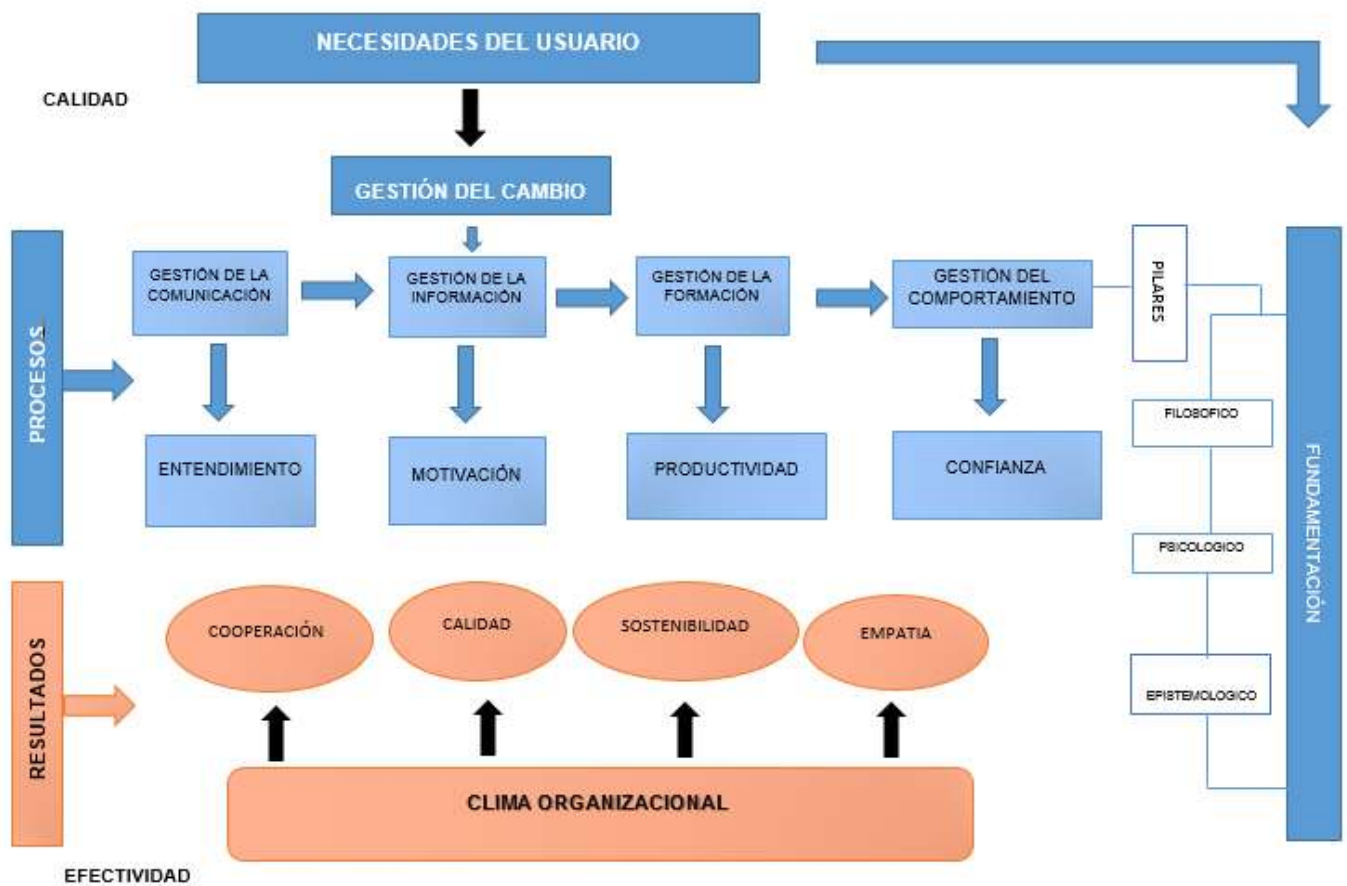 NECESIDADES DEL USUARIO
CALIDAD
GESTIÓN DEL CAMBIO
PROCESOS
GESTIÓN DE LA
COMUNICACIÓN
GESTIÓN DE LA
INFORMACIÓN
GESTIÓN DE LA
FORMACIÓN
GESTIÓN DEL
COMPORTAMIENTO
PILARES
ENTENDIMIENTO
MOTIVACIÓN
PRODUCTIVIDAD
CONFIANZA
FILOSOFICO
PSICOLOGICO
EPISTEMOLOGICO
FUNDAMENTACIÓN
RESULTADOS
COOPERACIÓN
CALIDAD
SOSTENIBILIDAD
EMPATIA
CLIMA ORGANIZACIONAL
EFECTIVIDAD